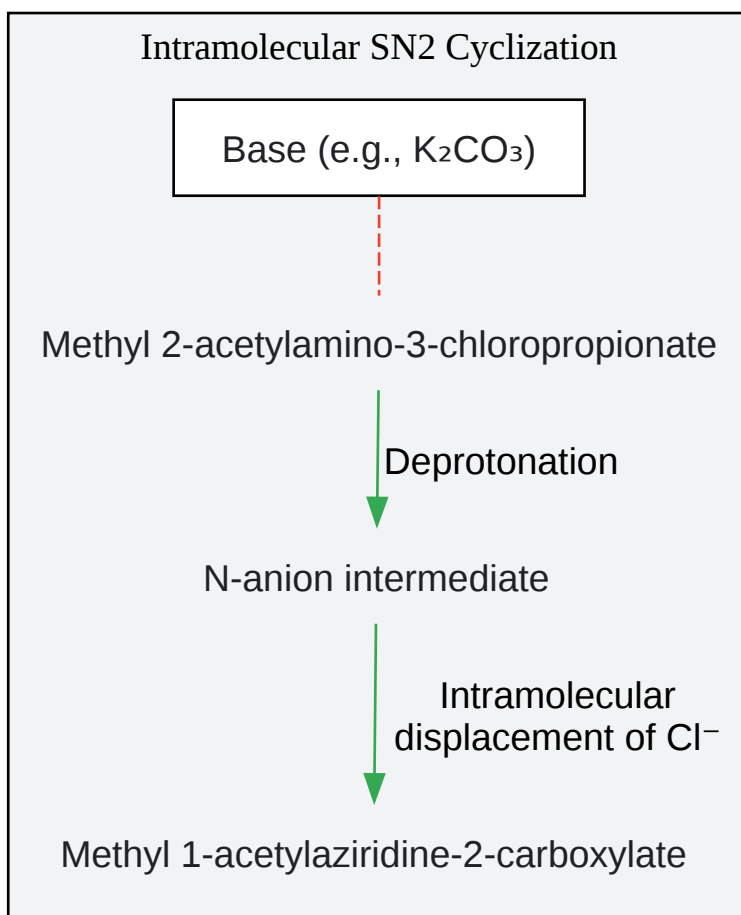 Intramolecular SN2 Cyclization
Base (e.g., K₂CO₃)
Methyl 2-acetylamino-3-chloropropionate
Deprotonation
N-anion intermediate
Intramolecular
displacement of Cl⁻
Methyl 1-acetylaziridine-2-carboxylate